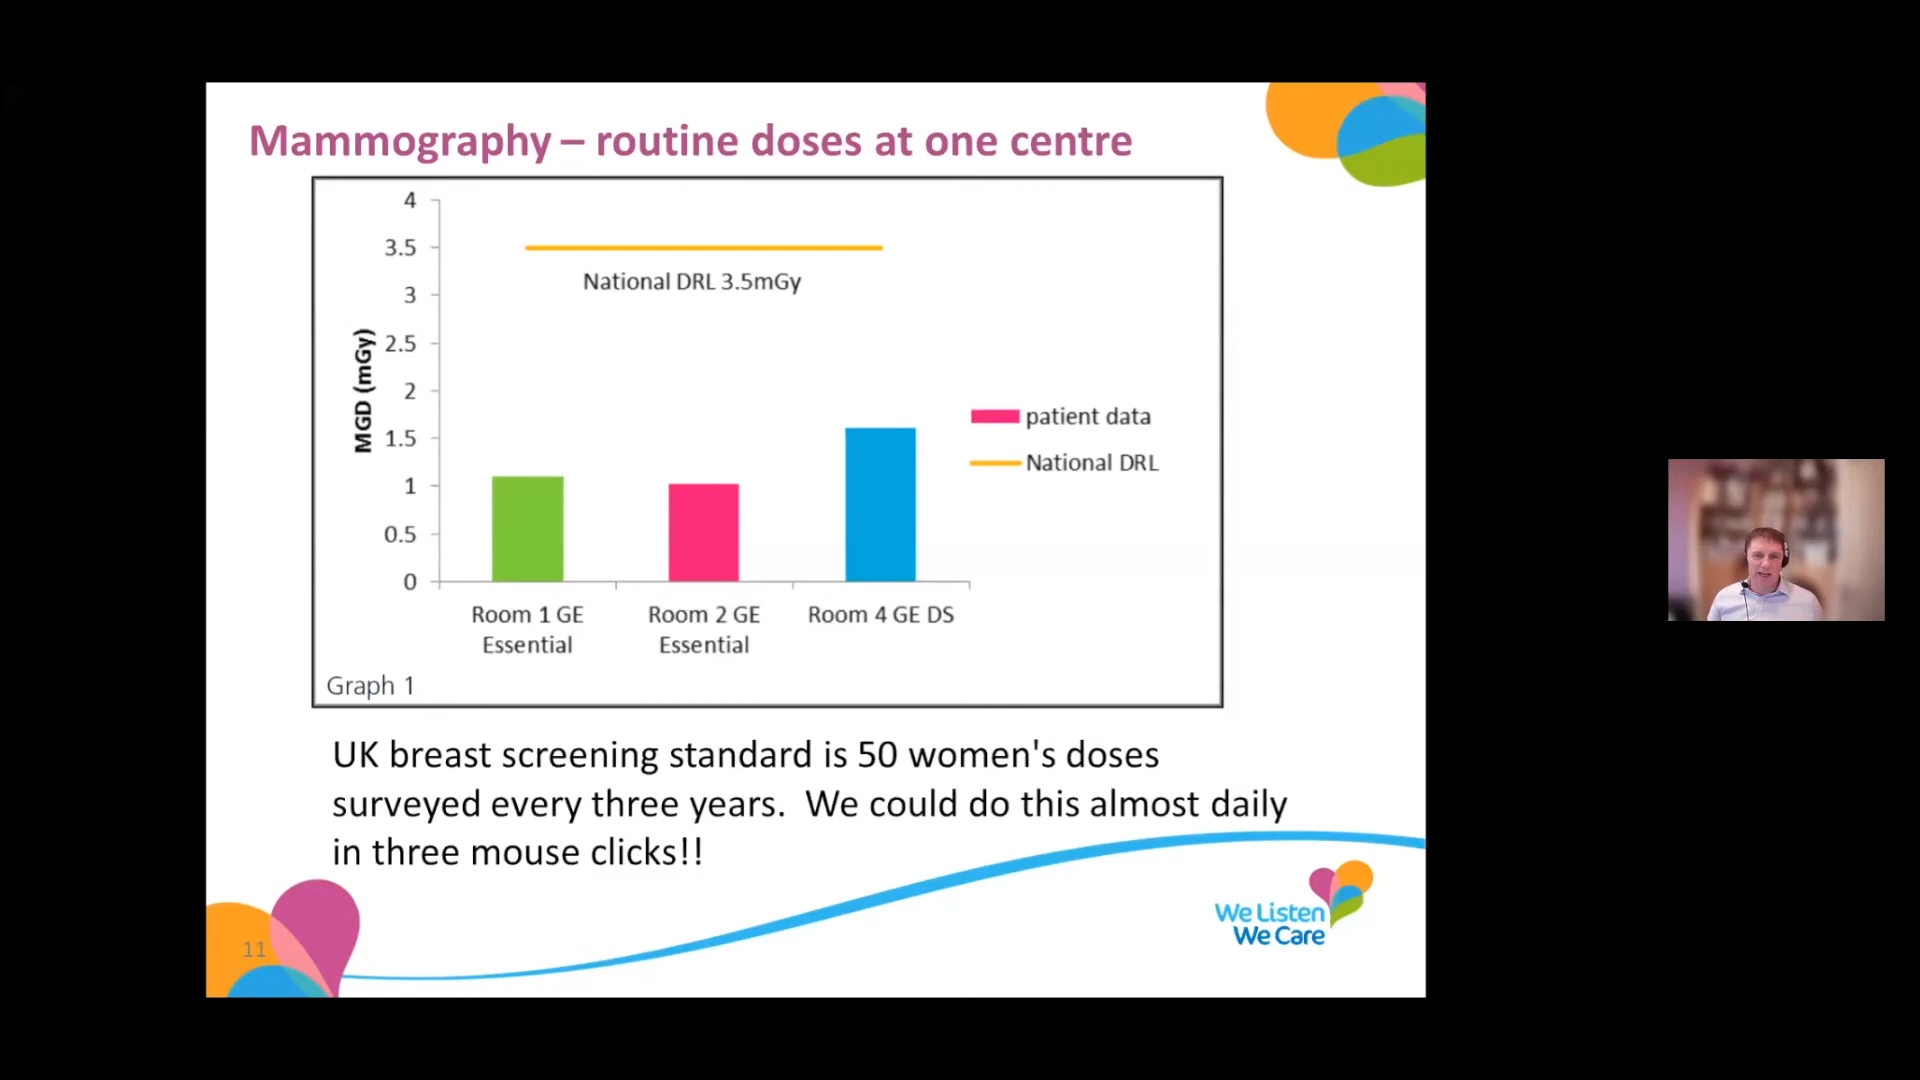 Mammography – routine doses at one centre
4
3.5
3
2.5
2
1.5
1
0.5
0
MGD (mGy)
National DRL 3.5mGy
patient data
National DRL
Room 1 GE
Essential
Room 2 GE
Essential
Room 4 GE DS
Graph 1
UK breast screening standard is 50 women's doses
surveyed every three years.  We could do this almost daily
in three mouse clicks!!
We Listen
We Care
11